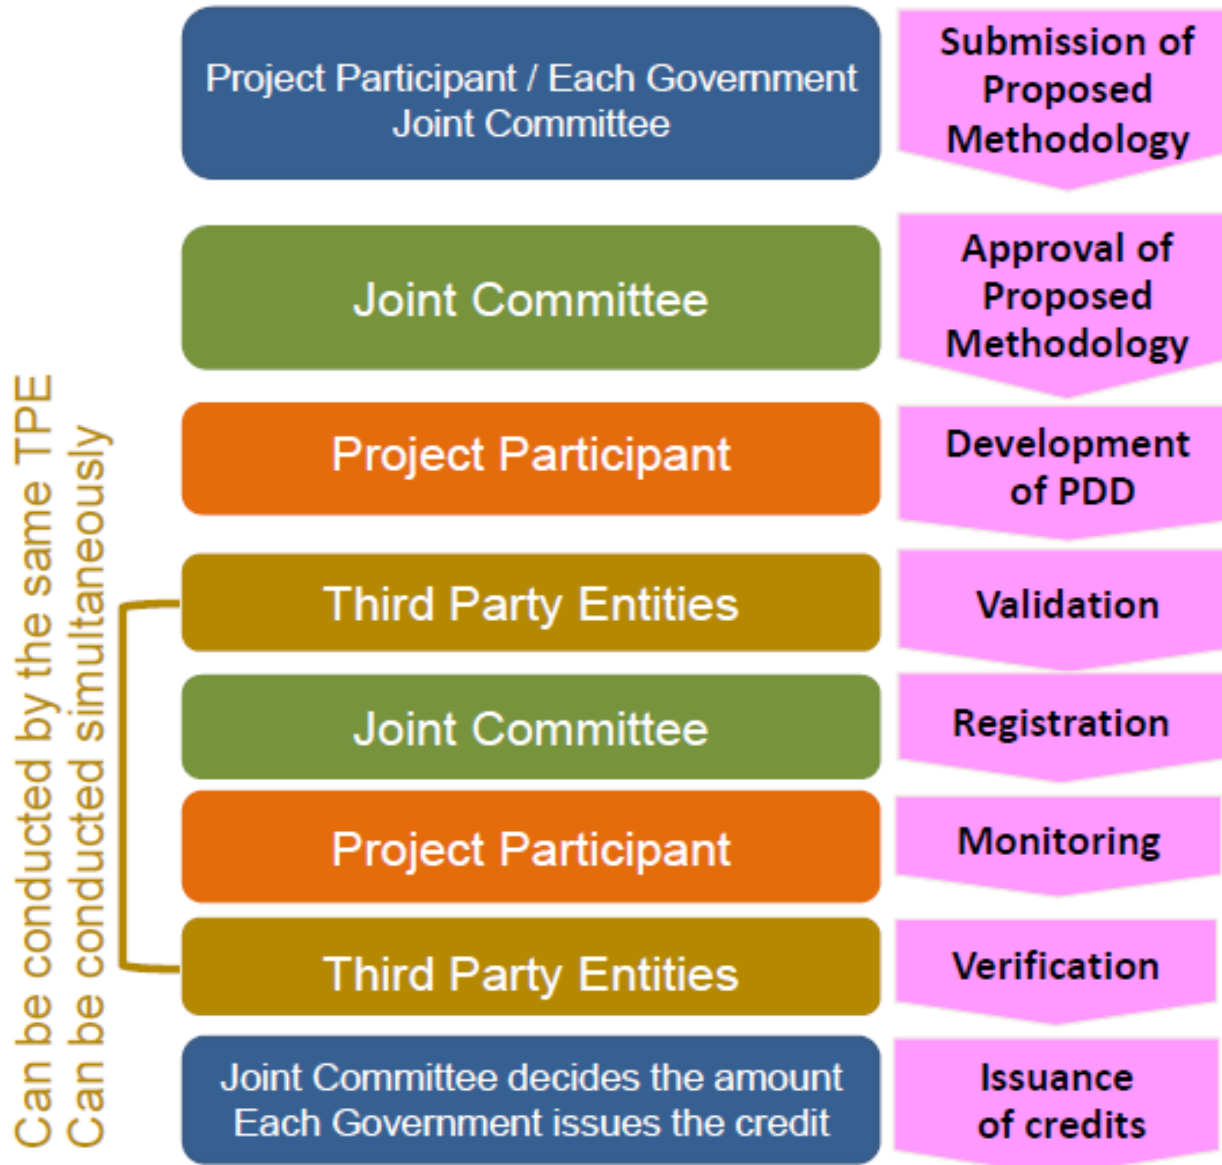 Project Participant / Each Government
Joint Committee
Submission of
Proposed
Methodology
Joint Committee
Approval of
Proposed
Methodology
Project Participant
Development
of PDD
Third Party Entities
Validation
Joint Committee
Registration
Project Participant
Monitoring
Third Party Entities
Verification
Joint Committee decides the amount
Each Government issues the credit
Issuance
of credits
Can be conducted by the same TPE
Can be conducted simultaneously